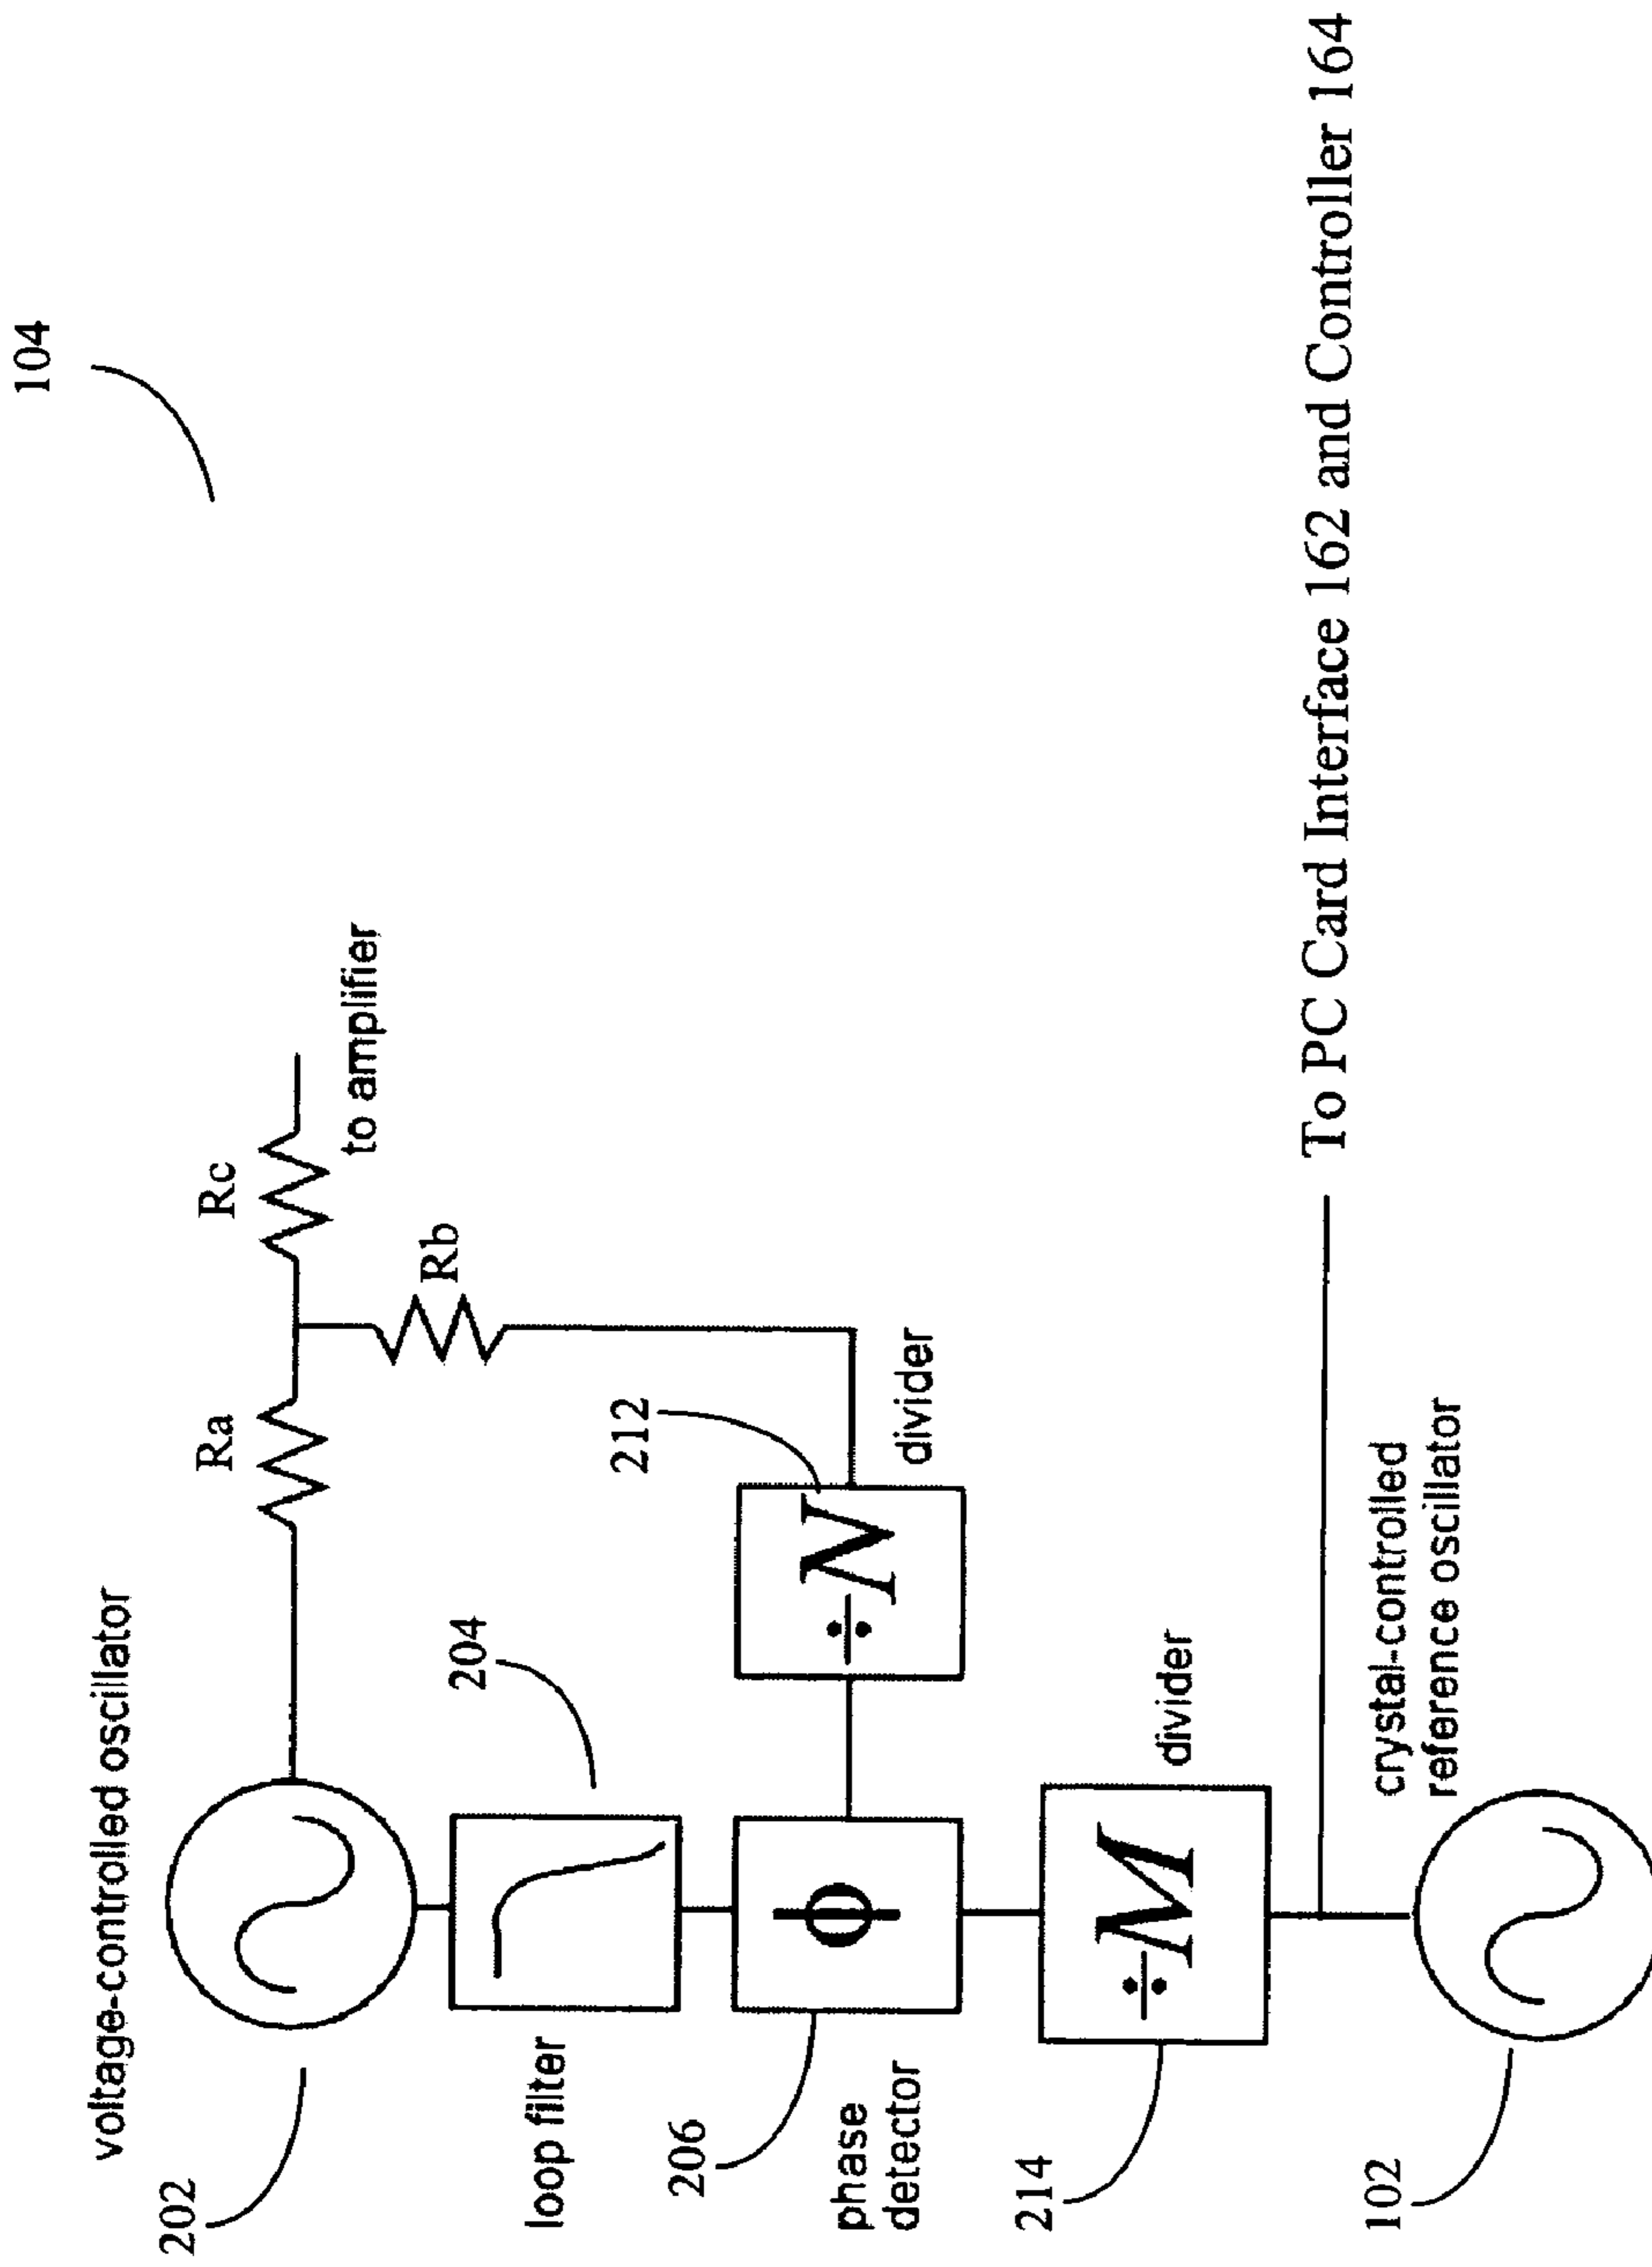 104
voltage-controlled oscillator
202
Ra
Rc
to amplifier
Rb
loop filter
204
212
÷N
divider
206
phase
detector
Φ
÷M
divider
214
To PC Card Interface 162 and Controller 164
crystal-controlled
reference oscillator
102